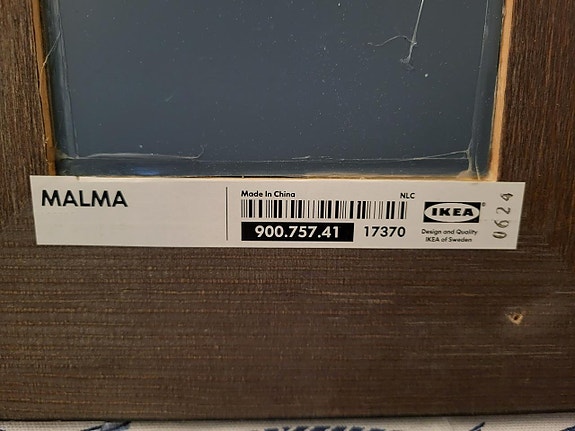 MALMA
Made In China
NLC
900.757.41 17370
IKEA®
Design and Quality
IKEA of Sweden
0624